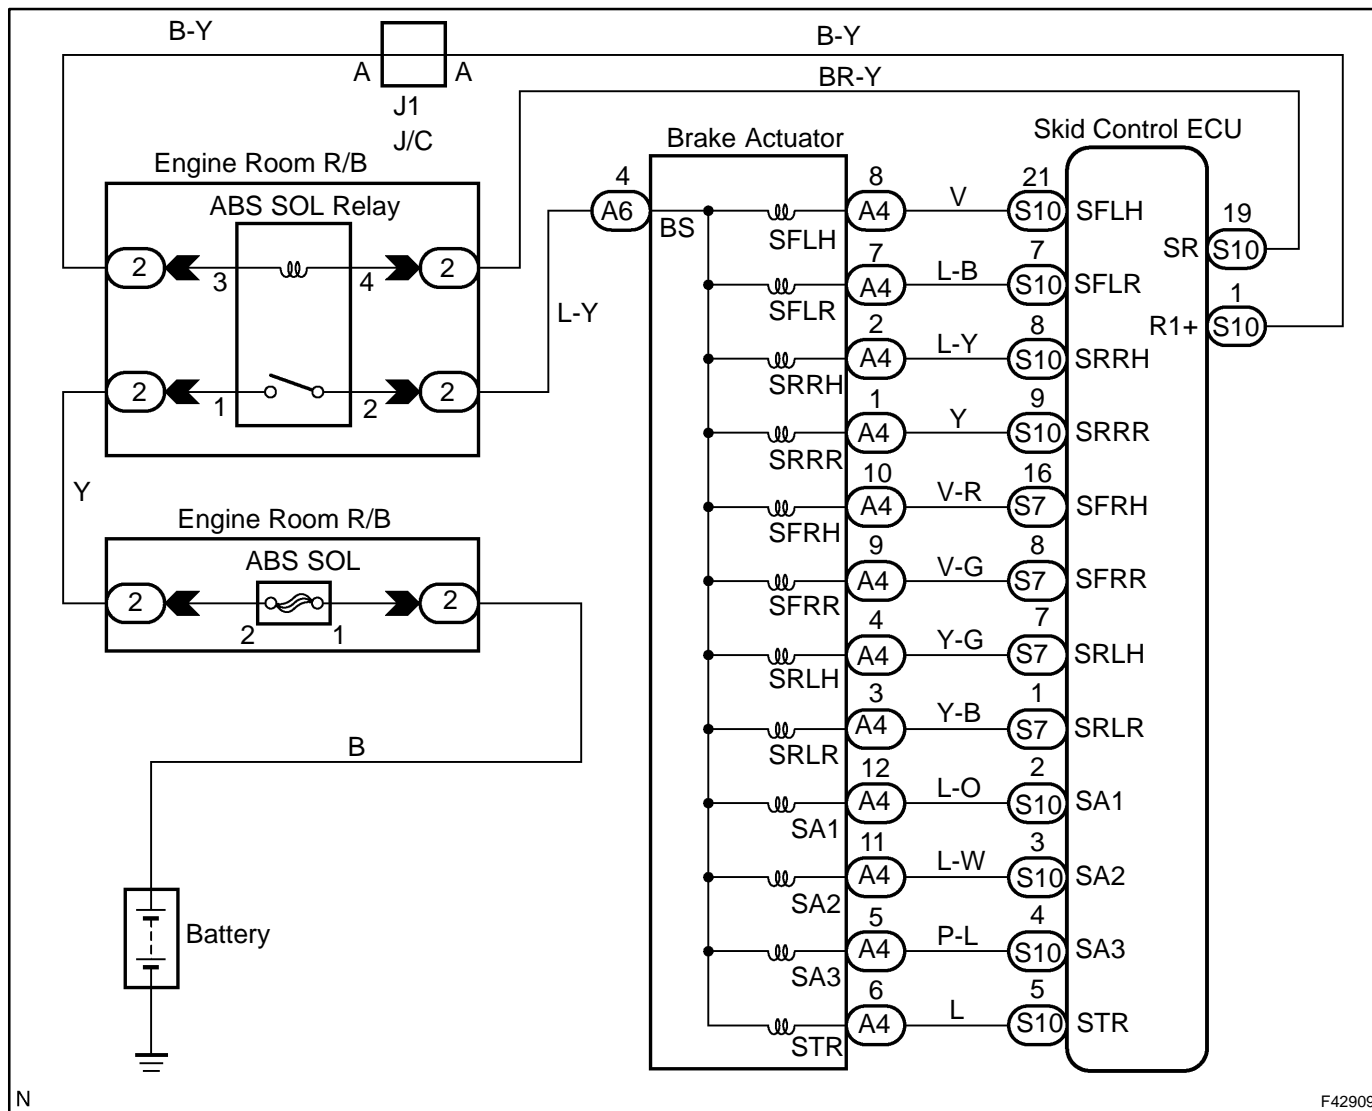 B-Y
B-Y
A
A
BR-Y
J1
J/C
Skid Control ECU
Brake Actuator
Engine Room R/B
ABS SOL Relay
4
8
21
A6
BS
SFLH
A4
V
S10
SFLH
19
SR
S10
2
3
4
2
7
7
SFLR
A4
L-B
S10
SFLR
1
R1+
S10
L-Y
2
8
SRRH
A4
L-Y
S10
SRRH
2
1
2
2
1
9
SRRR
A4
Y
S10
SRRR
Y
10
16
SFRH
A4
V-R
S7
SFRH
Engine Room R/B
ABS SOL
9
8
SFRR
A4
V-G
S7
SFRR
2
2
1
2
4
7
SRLH
A4
Y-G
S7
SRLH
3
1
SRLR
A4
Y-B
S7
SRLR
B
12
2
SA1
A4
L-O
S10
SA1
11
3
SA2
A4
L-W
S10
SA2
Battery
5
4
SA3
A4
P-L
S10
SA3
6
5
STR
A4
L
S10
STR
N
F42909